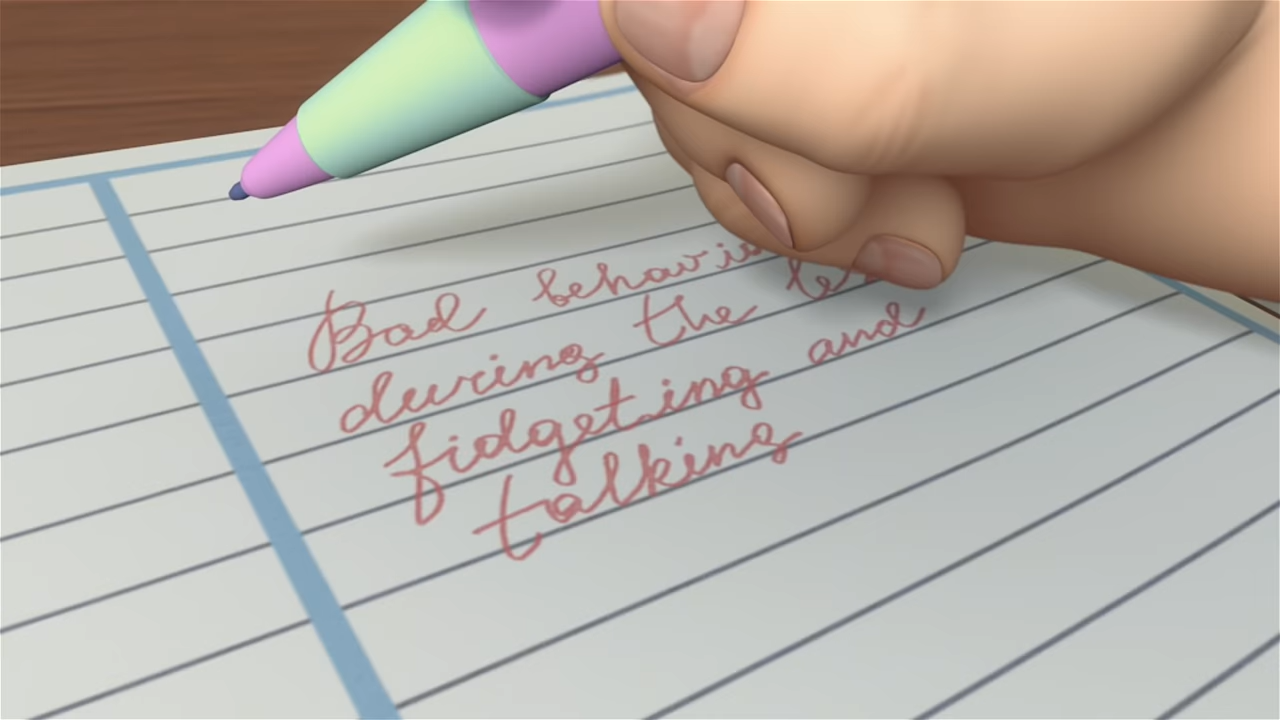 Bad
during the
fidgeting and
talking